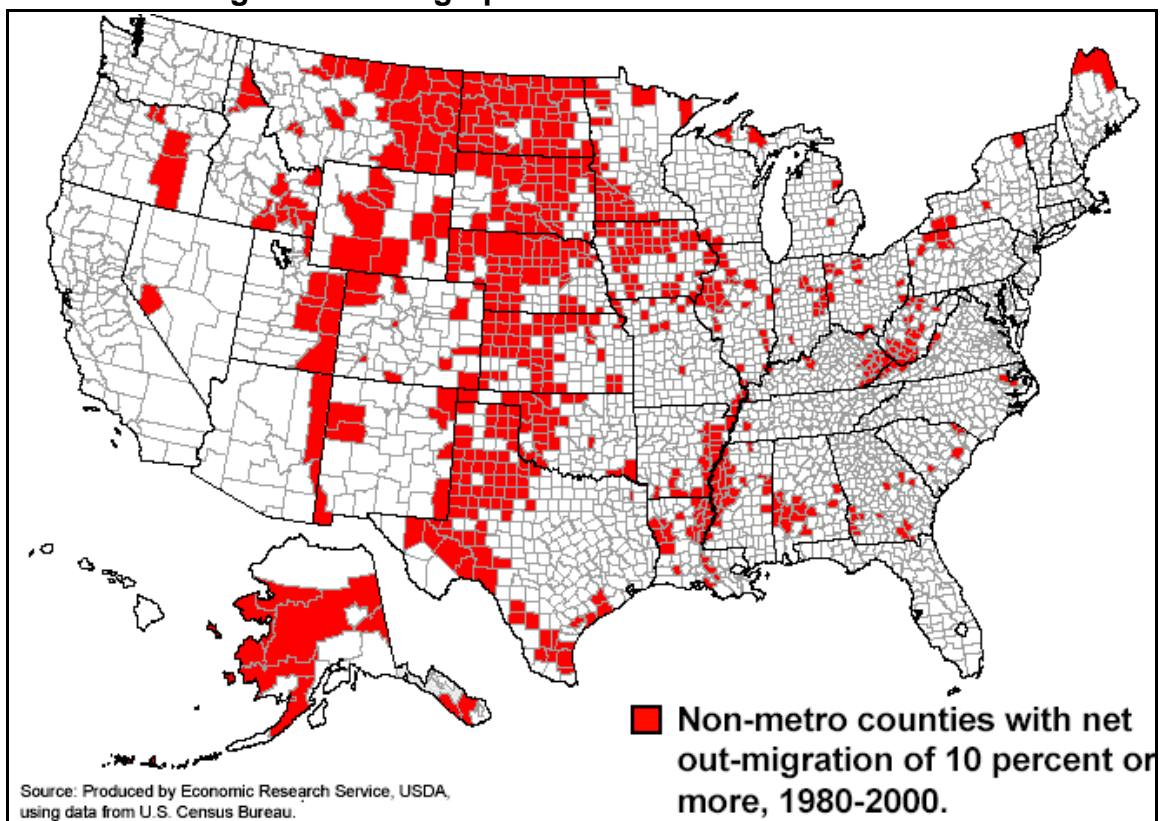 Non-metro counties with net
out-migration of 10 percent or
more, 1980-2000.
Source: Produced by Economic Research Service, USDA,
using data from U.S. Census Bureau.